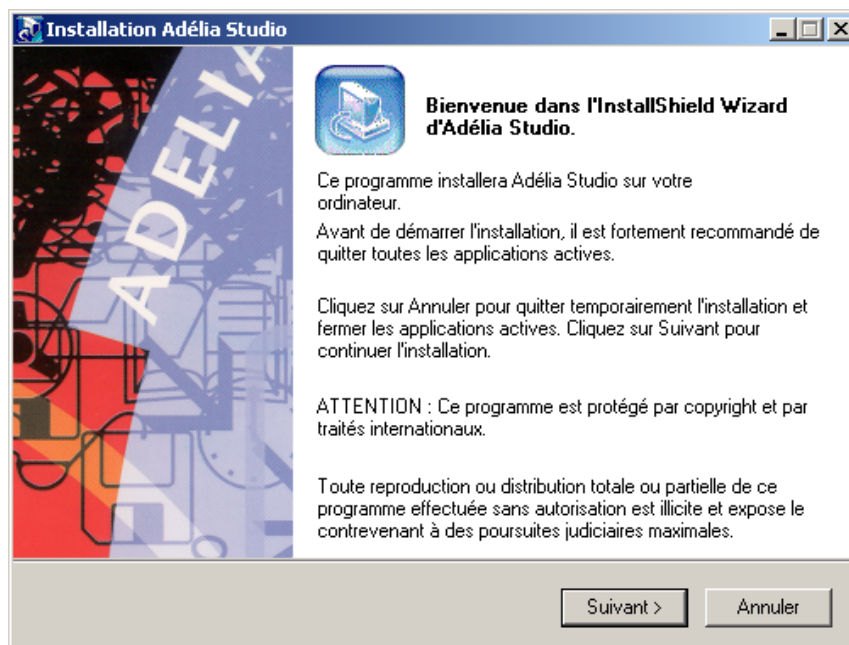 Installation Adélia Studio
ADELIA
Bienvenue dans l'InstallShield Wizard
d'Adélia Studio.
Ce programme installera Adélia Studio sur votre
ordinateur.
Avant de démarrer l'installation, il est fortement recommandé de
quitter toutes les applications actives.
Cliquez sur Annuler pour quitter temporairement l'installation et
fermer les applications actives. Cliquez sur Suivant pour
continuer l'installation.
ATTENTION : Ce programme est protégé par copyright et par
traités internationaux.
Toute reproduction ou distribution totale ou partielle de ce
programme effectuée sans autorisation est illicite et expose le
contrevenant à des poursuites judiciaires maximales.
Suivant >
Annuler